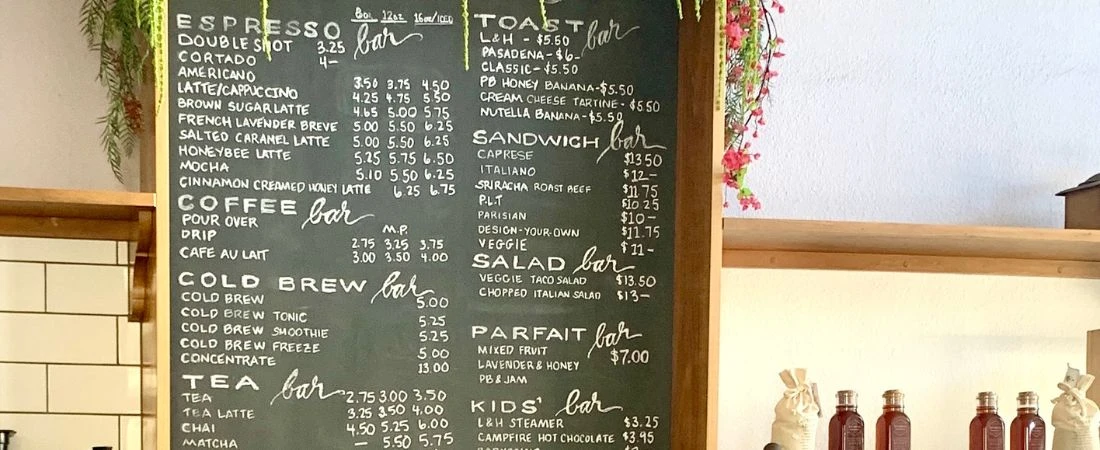 ESPRESSO bar 8oz 12oz 16oz/ICED
DOUBLE SHOT 3.25
CORTADO 4—
AMERICANO 3.50 3.75 4.50
LATTE/CAPPUCCINO 4.25 4.75 5.50
BROWN SUGAR LATTE 4.65 5.00 5.75
FRENCH LAVENDER BREVE 5.00 5.50 6.25
SALTED CARAMEL LATTE 5.00 5.50 6.25
HONEYBEE LATTE 5.25 5.75 6.50
MOCHA 5.10 5.50 6.25
CINNAMON CREAMED HONEY LATTE 6.25 6.75
COFFEE bar
POUR OVER M.P.
DRIP 2.75 3.25 3.75
CAFE AU LAIT 3.00 3.50 4.00
COLD BREW bar
COLD BREW 5.00
COLD BREW TONIC 5.25
COLD BREW SMOOTHIE 5.25
COLD BREW FREEZE 5.00
CONCENTRATE 13.00
TEA bar
TEA 2.75 3.00 3.50
TEA LATTE 3.25 3.50 4.00
CHAI 4.50 5.25 5.50
MATCHA — 5.50 5.75
TOAST bar
L&H - $5.50
PASADENA - $6-
CLASSIC - $5.50
PB HONEY BANANA - $5.50
CREAM CHEESE TARTINE - $6.50
NUTELLA BANANA - $5.50
SANDWICH bar
CAPRESE $13.50
ITALIANO $12—
SRIRACHA ROAST BEEF $11.75
P.L.T $10.25
PARISIAN $10—
DESIGN-YOUR-OWN $11.75
VEGGIE $11—
SALAD bar
VEGGIE TACO SALAD $13.50
CHOPPED ITALIAN SALAD $13—
PARFAIT bar
MIXED FRUIT $7.00
LAVENDER & HONEY
PB & JAM
KIDS' bar
L&H STEAMER $3.25
CAMPFIRE HOT CHOCOLATE $3.95